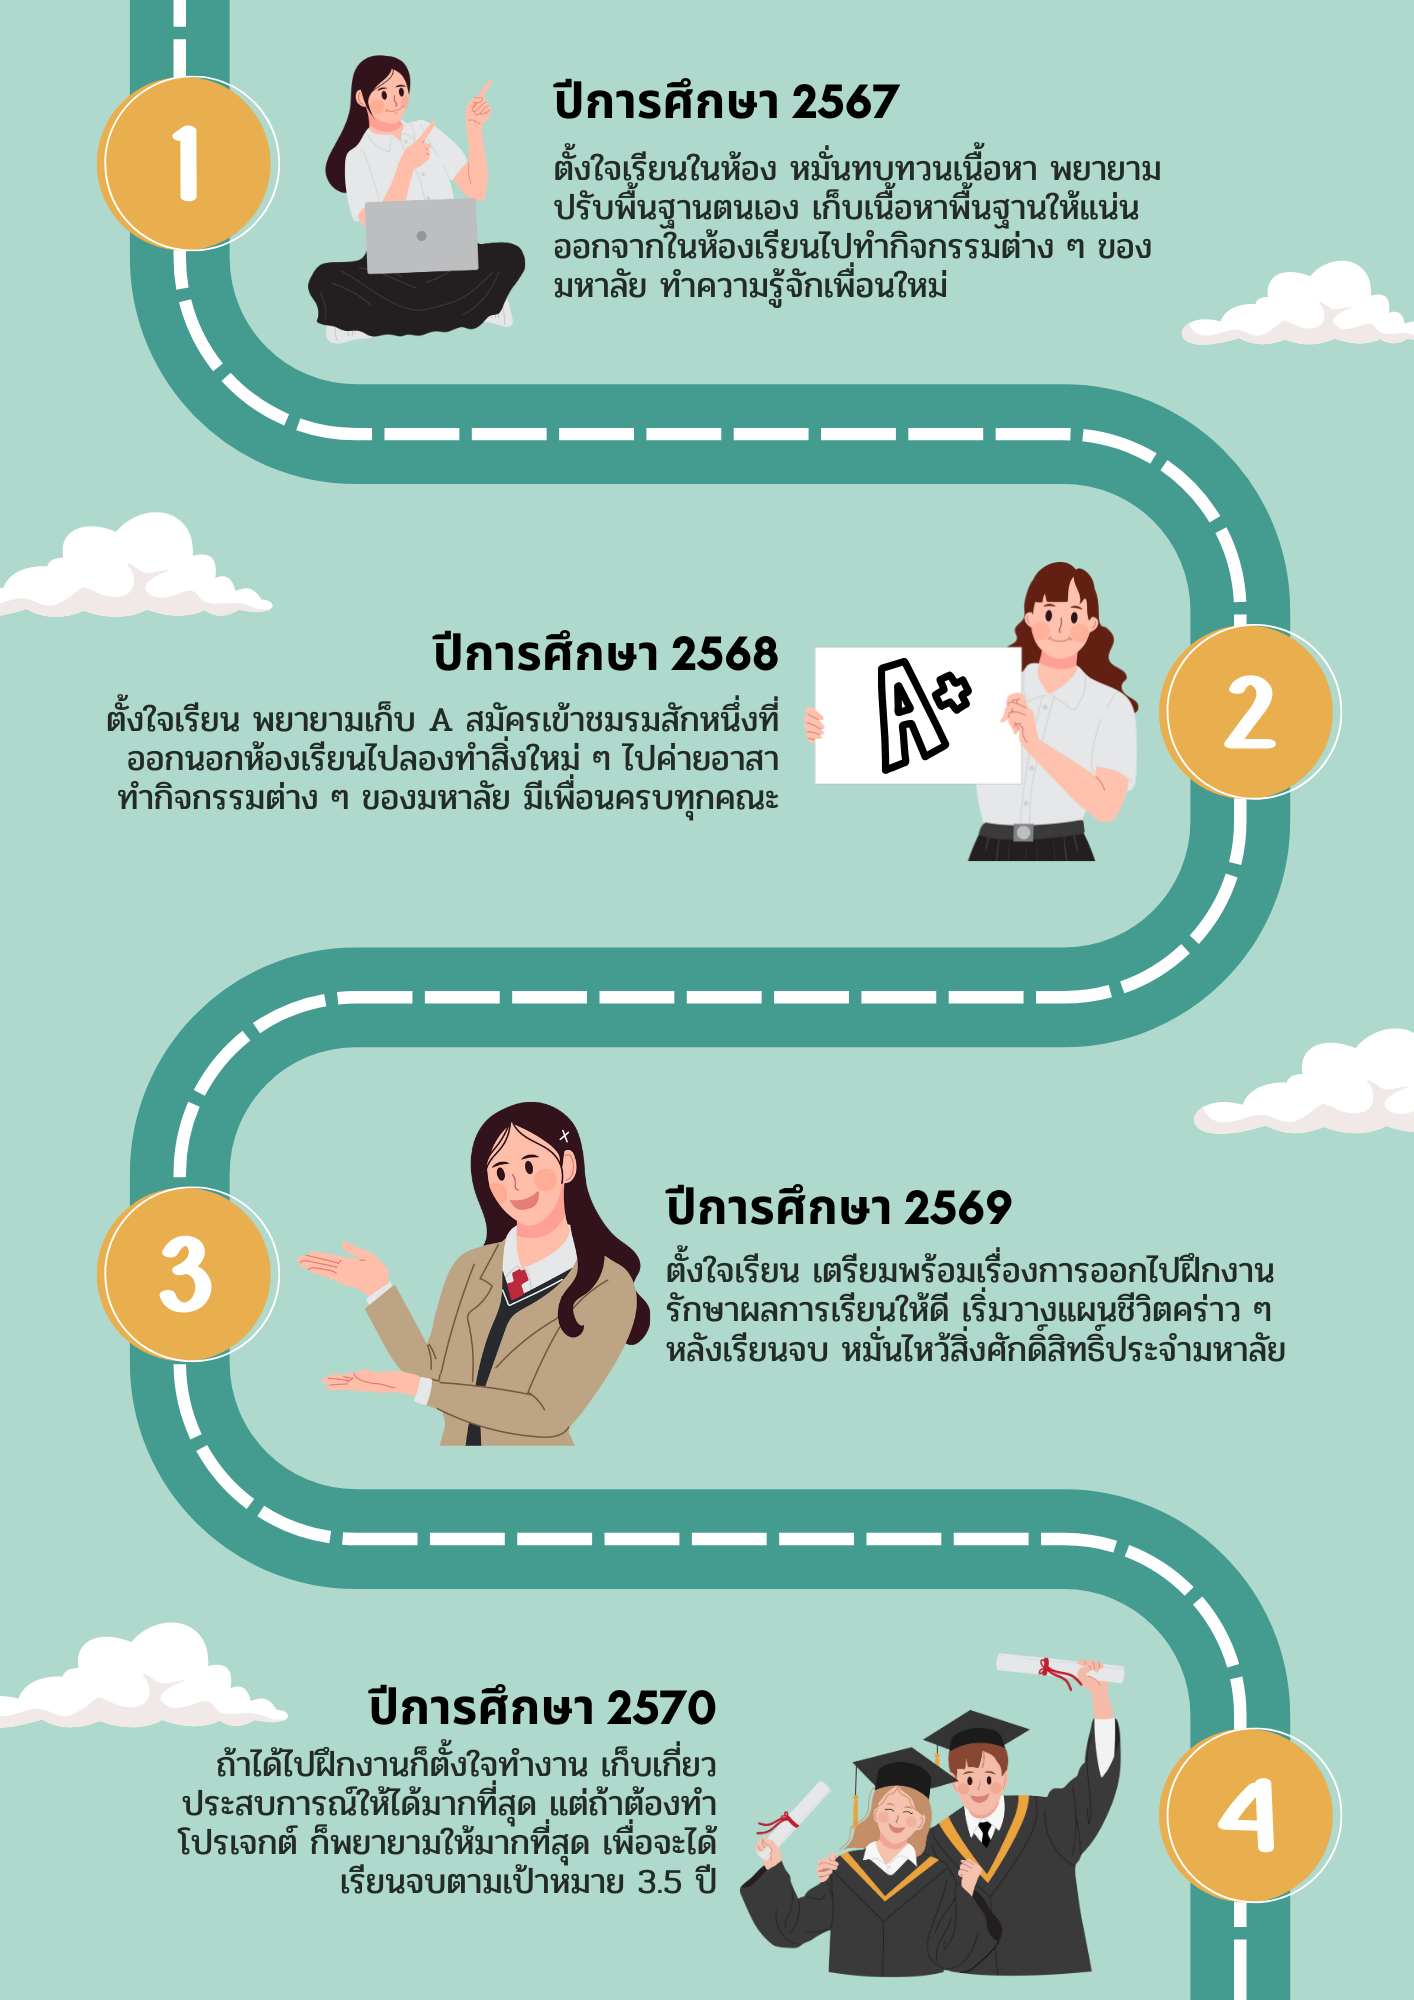 1
ปีการศึกษา 2567
ตั้งใจเรียนในห้อง หมั่นทบทวนเนื้อหา พยายาม
ปรับพื้นฐานตนเอง เก็บเนื้อหาพื้นฐานให้แน่น
ออกจากในห้องเรียนไปทำกิจกรรมต่าง ๆ ของ
มหาลัย ทำความรู้จักเพื่อนใหม่
ปีการศึกษา 2568
ตั้งใจเรียน พยายามเก็บ A สมัครเข้าชมรมสักหนึ่งที่
ออกนอกห้องเรียนไปลองทำสิ่งใหม่ ๆ ไปค่ายอาสา
ทำกิจกรรมต่าง ๆ ของมหาลัย มีเพื่อนครบทุกคณะ
A+
2
3
ปีการศึกษา 2569
ตั้งใจเรียน เตรียมพร้อมเรื่องการออกไปฝึกงาน
รักษาผลการเรียนให้ดี เริ่มวางแผนชีวิตคร่าว ๆ
หลังเรียนจบ หมั่นไหว้สิ่งศักดิ์สิทธิ์ประจำมหาลัย
ปีการศึกษา 2570
ถ้าได้ไปฝึกงานก็ตั้งใจทำงาน เก็บเกี่ยว
ประสบการณ์ให้ได้มากที่สุด แต่ถ้าต้องทำ
โปรเจกต์ ก็พยายามให้มากที่สุด เพื่อจะได้
เรียนจบตามเป้าหมาย 3.5 ปี
4